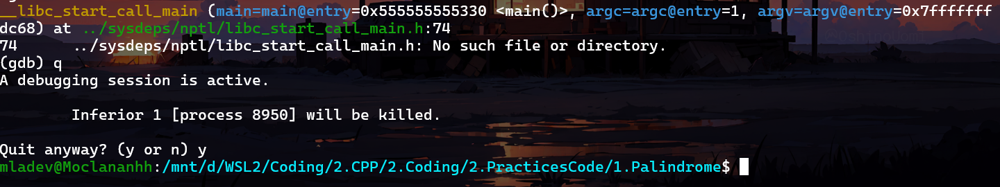 __libc_start_call_main (main=main@entry=0x555555555330 <main()>, argc=argc@entry=1, argv=argv@entry=0x7fffffff
dc68) at ../sysdeps/nptl/libc_start_call_main.h:74
74      ../sysdeps/nptl/libc_start_call_main.h: No such file or directory.
(gdb) q
A debugging session is active.
        Inferior 1 [process 8950] will be killed.
Quit anyway? (y or n) y
mladev@Moclananhh:/mnt/d/WSL2/Coding/2.CPP/2.Coding/2.PracticesCode/1.Palindrome$